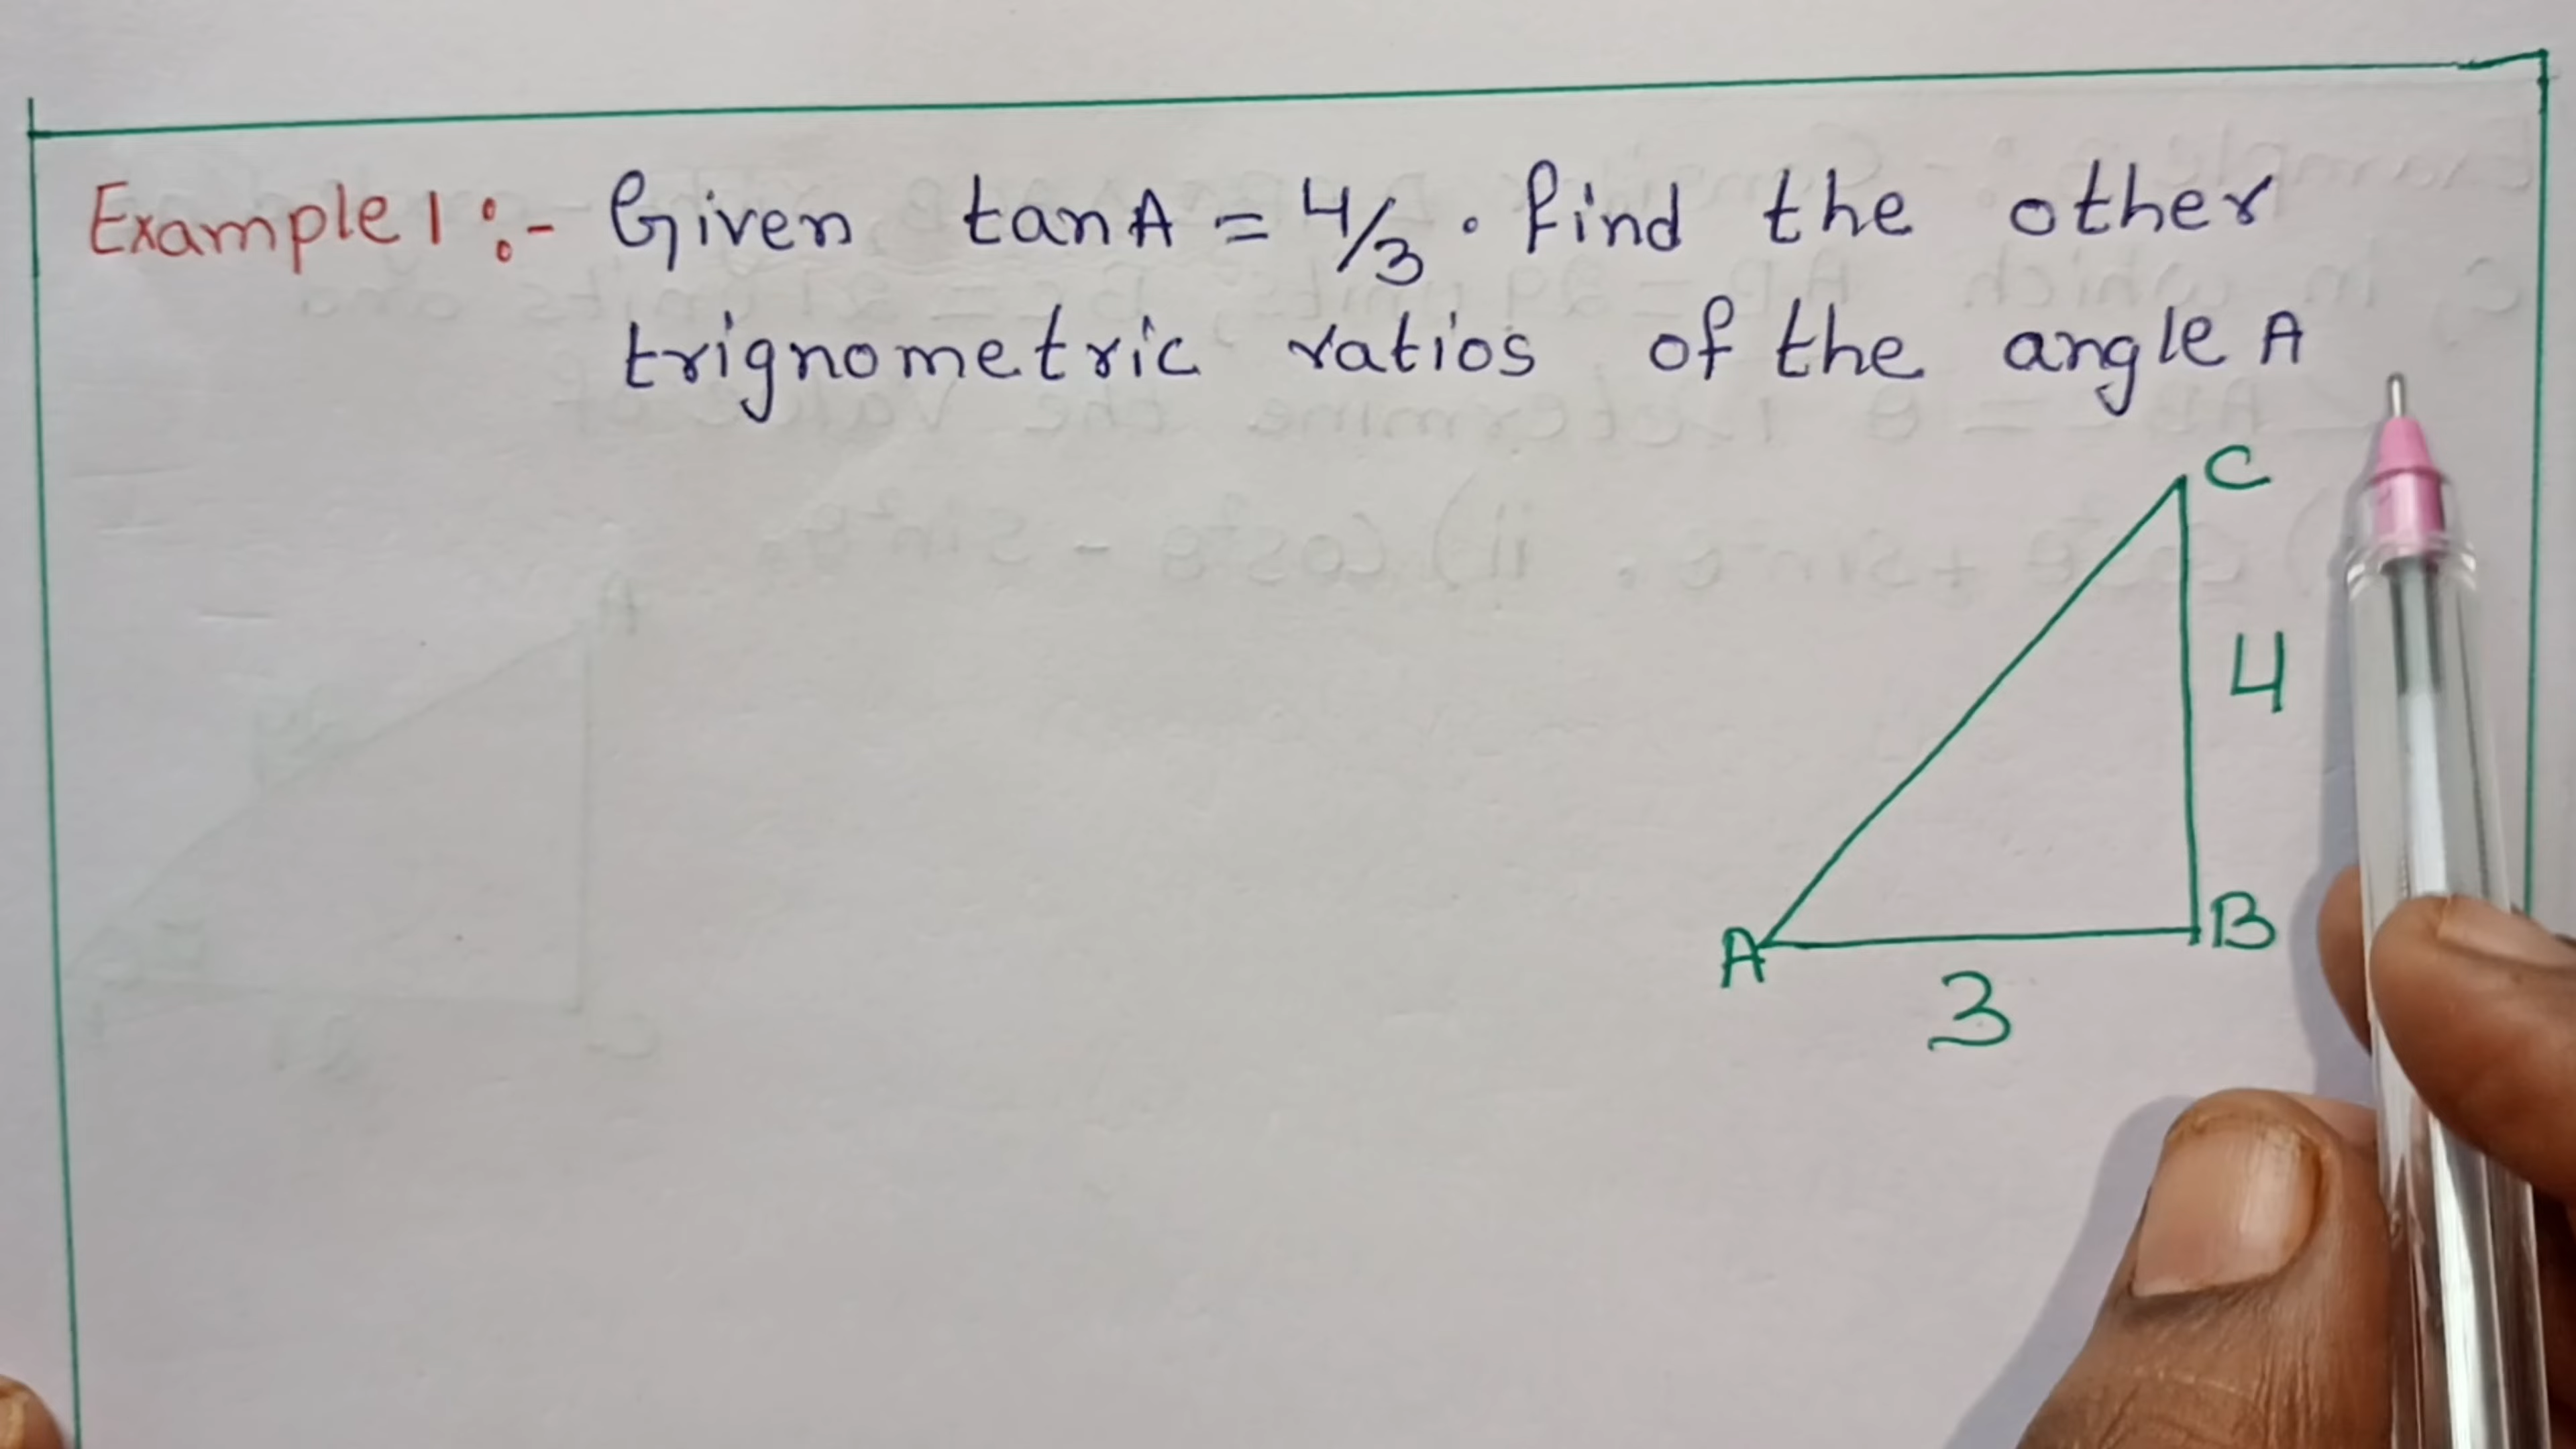 Example 1 :- Given tan A = 4/3 . find the other
trignometric ratios of the angle A
C
4
A
B
3